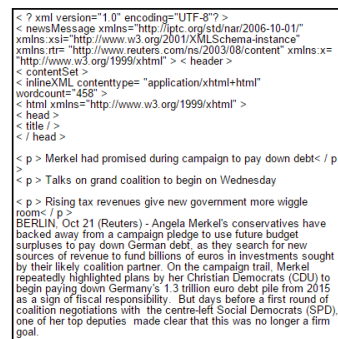 < ? xml version="1.0" encoding="UTF-8"? >
< newsMessage xmlns="http://iptc.org/std/nar/2006-10-01/"
xmlns:xsi="http://www.w3.org/2001/XMLSchema-instance"
xmlns:rtr= "http://www.reuters.com/ns/2003/08/content" xmlns:x=
"http://www.w3.org/1999/xhtml" > < header >
< contentSet >
< inlineXML contenttype= "application/xhtml+html"
wordcount="458" >
< html xmlns="http://www.w3.org/1999/xhtml" >
< head >
< title / >
< / head >
< p > Merkel had promised during campaign to pay down debt< / p
>
< p > Talks on grand coalition to begin on Wednesday
< p > Rising tax revenues give new government more wiggle
room< / p >
BERLIN, Oct 21 (Reuters) - Angela Merkel's conservatives have
backed away from a campaign pledge to use future budget
surpluses to pay down German debt, as they search for new
sources of revenue to fund billions of euros in investments sought
by their likely coalition partner. On the campaign trail, Merkel
repeatedly highlighted plans by her Christian Democrats (CDU) to
begin paying down Germany's 1.3 trillion euro debt pile from 2015
as a sign of fiscal responsibility. But days before a first round of
coalition negotiations with the centre-left Social Democrats (SPD),
one of her top deputies made clear that this was no longer a firm
goal.